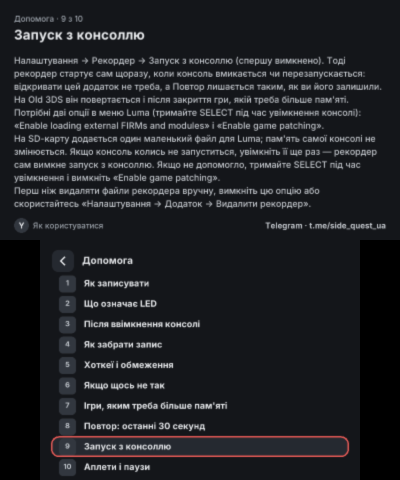 Допомога · 9 з 10
Запуск з консоллю
Налаштування → Рекордер → Запуск з консоллю (спершу вимкнено). Тоді
рекордер стартує сам щоразу, коли консоль вмикається чи перезапускається:
відкривати цей додаток не треба, а Повтор лишається таким, як ви його залишили.
На Old 3DS він повертається і після закриття гри, якій треба більше пам'яті.
Потрібні дві опції в меню Luma (тримайте SELECT під час увімкнення консолі):
«Enable loading external FIRMs and modules» і «Enable game patching».
На SD-карту додається один маленький файл для Luma; пам'ять самої консолі не
змінюється. Якщо консоль колись не запуститься, увімкніть її ще раз — рекордер
сам вимкне запуск з консоллю. Якщо не допомогло, тримайте SELECT під час
увімкнення і вимкніть «Enable game patching».
Перш ніж видаляти файли рекордера вручну, вимкніть цю опцію або
скористайтесь «Налаштування → Додаток → Видалити рекордер».
Y Як користуватися
Telegram · t.me/side_quest_ua
Допомога
1 Як записувати
2 Що означає LED
3 Після ввімкнення консолі
4 Як забрати запис
5 Хоткеї і обмеження
6 Якщо щось не так
7 Ігри, яким треба більше пам'яті
8 Повтор: останні 30 секунд
9 Запуск з консоллю
10 Аплети і паузи